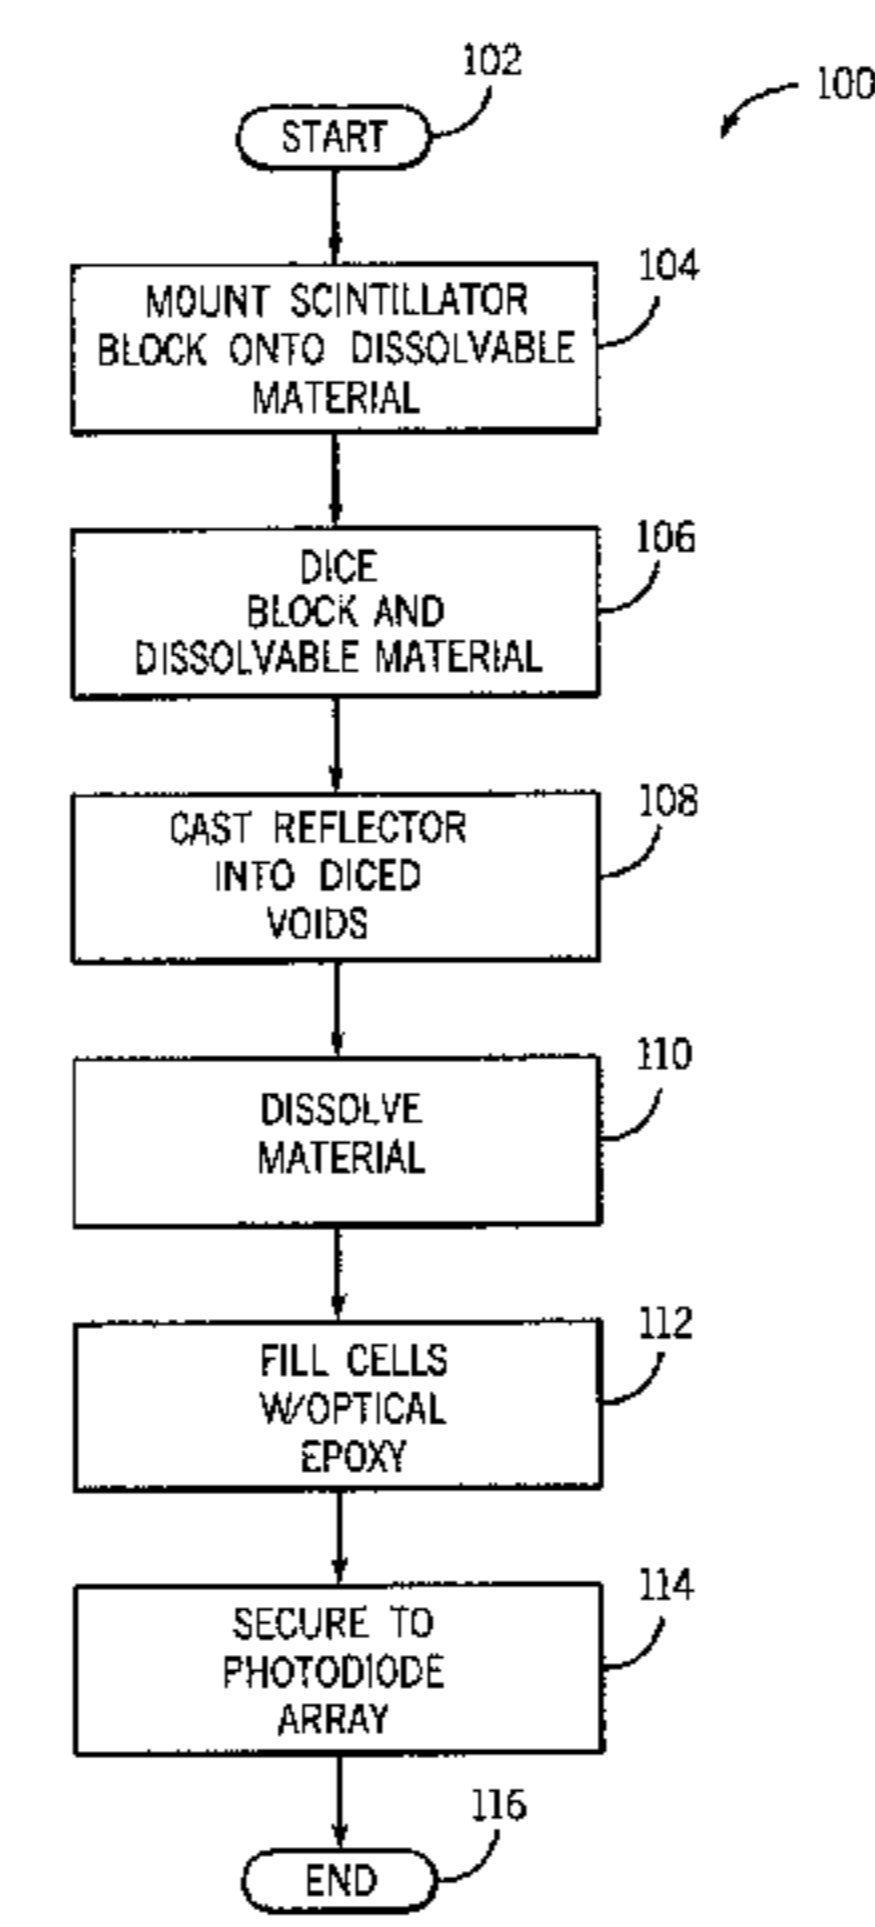 102
100
START
104
MOUNT SCINTILLATOR
BLOCK ONTO DISSOLVABLE
MATERIAL
106
DICE
BLOCK AND
DISSOLVABLE MATERIAL
108
CAST REFLECTOR
INTO DICED
VOIDS
110
DISSOLVE
MATERIAL
112
FILL CELLS
W/OPTICAL
EPOXY
114
SECURE TO
PHOTODIODE
ARRAY
116
END